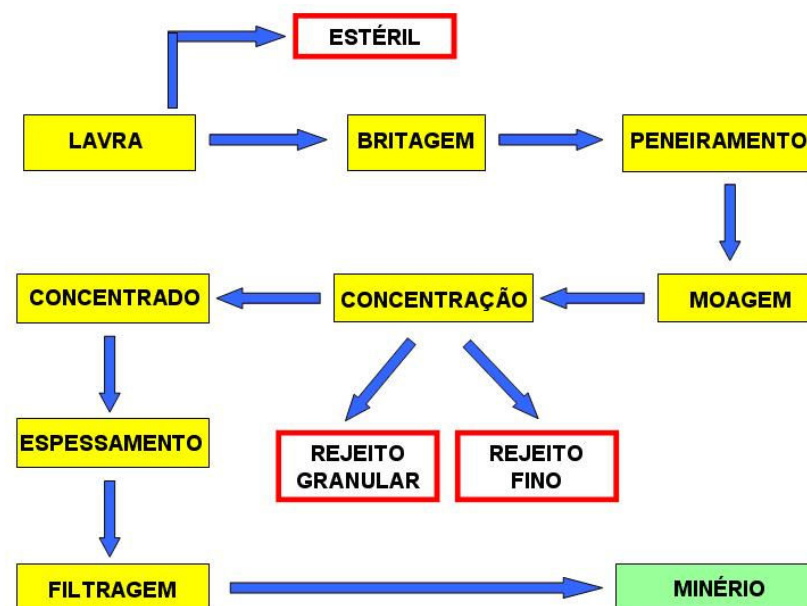 ESTÉRIL
LAVRA
BRITAGEM
PENEIRAMENTO
CONCENTRADO
CONCENTRAÇÃO
MOAGEM
ESPESSAMENTO
REJEITO
GRANULAR
REJEITO
FINO
FILTRAGEM
MINÉRIO